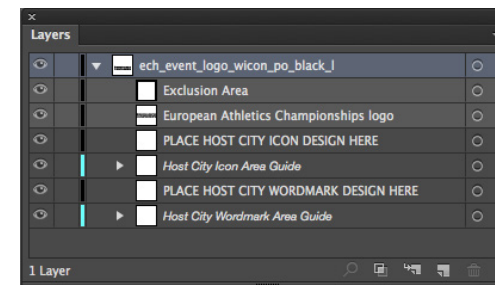 Layers
ech_event_logo_wicon_po_black_l
Exclusion Area
European Athletics Championships logo
PLACE HOST CITY ICON DESIGN HERE
Host City Icon Area Guide
PLACE HOST CITY WORDMARK DESIGN HERE
Host City Wordmark Area Guide
1 Layer